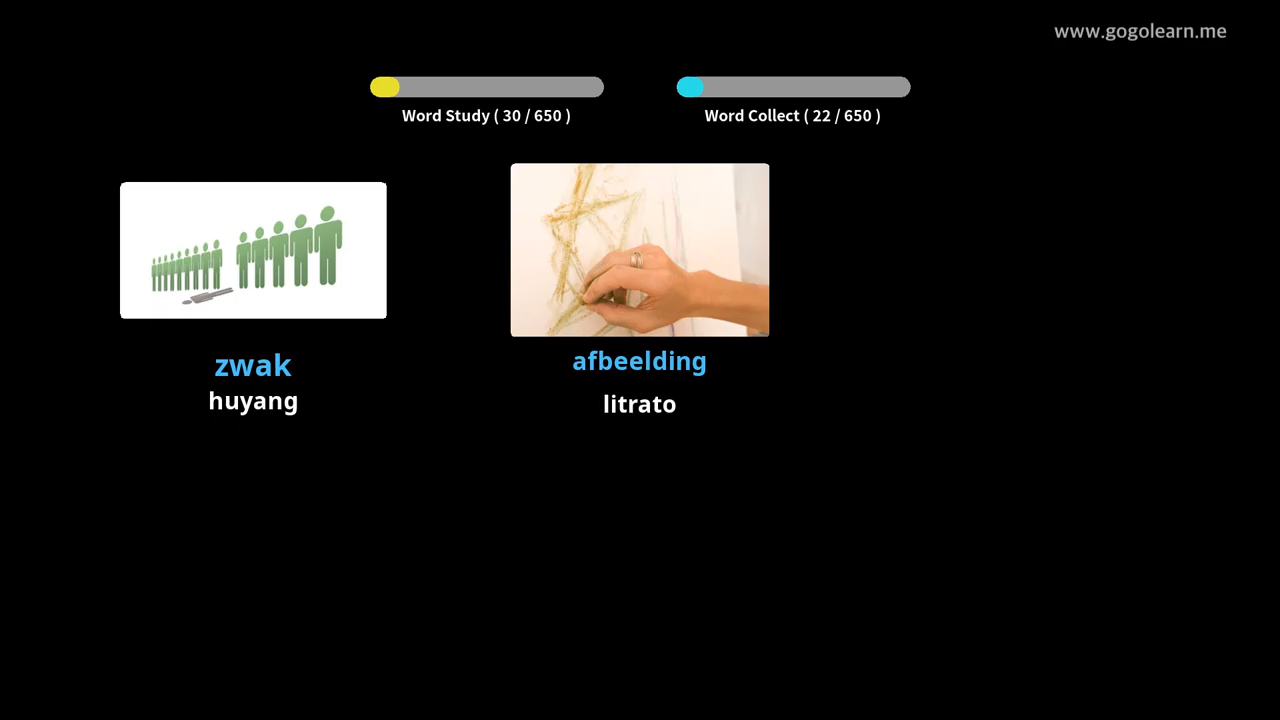 www.gogolearn.me
Word Study ( 30 / 650 )
Word Collect ( 22 / 650 )
zwak
huyang
afbeelding
litrato